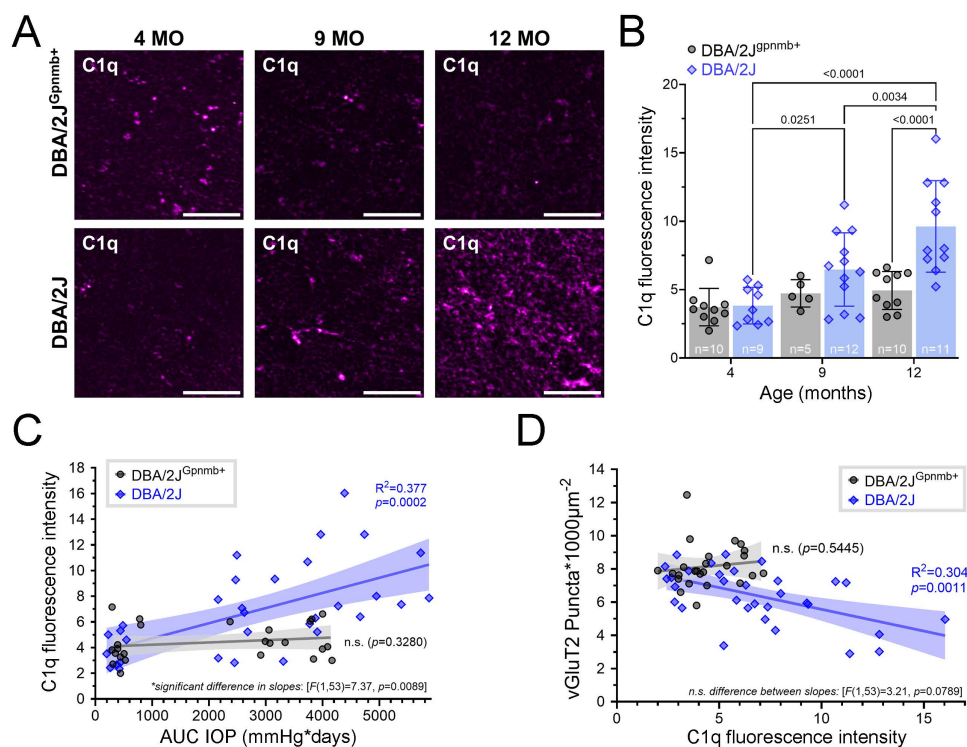 A
4 MO
9 MO
12 MO
DBA/2J^Gpnmb+
C1q
C1q
C1q
DBA/2J
C1q
C1q
C1q
B
DBA/2J^gpnmb+
DBA/2J
<0.0001
0.0034
0.0251
<0.0001
C1q fluorescence intensity
20
15
10
5
0
n=10
n=9
n=5
n=12
n=10
n=11
4
9
12
Age (months)
C
DBA/2J^Gpnmb+
DBA/2J
R²=0.377
p=0.0002
n.s. (p=0.3280)
*significant difference in slopes: [F(1,53)=7.37, p=0.0089]
C1q fluorescence intensity
18
16
14
12
10
8
6
4
2
0
0
1000
2000
3000
4000
5000
AUC IOP (mmHg*days)
D
DBA/2J^Gpnmb+
DBA/2J
n.s. (p=0.5445)
R²=0.304
p=0.0011
n.s. difference between slopes: [F(1,53)=3.21, p=0.0789]
vGluT2 Puncda*1000μm⁻²
14
12
10
8
6
4
2
0
0
5
10
15
C1q fluorescence intensity